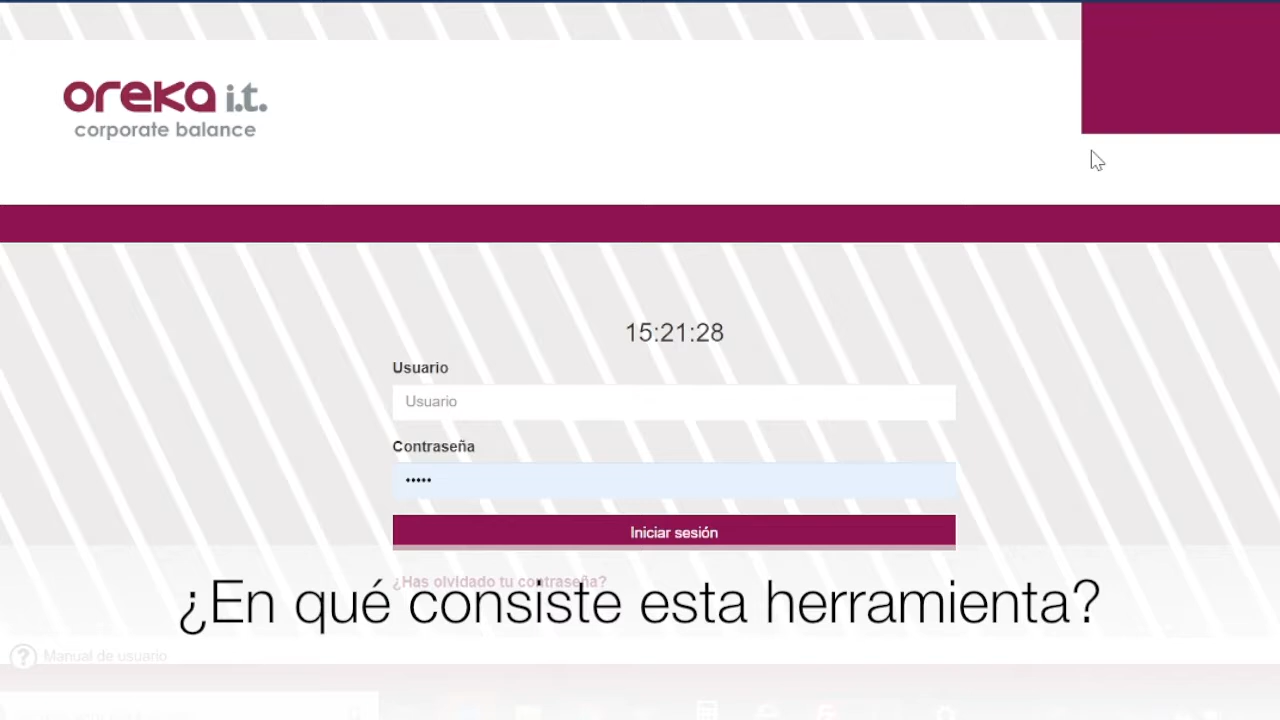 oreka i.t.
corporate balance
15:21:28
Usuario
Usuario
Contraseña
•••••
Iniciar sesión
¿Has olvidado tu contraseña?
¿En qué consiste esta herramienta?
? Manual de usuario